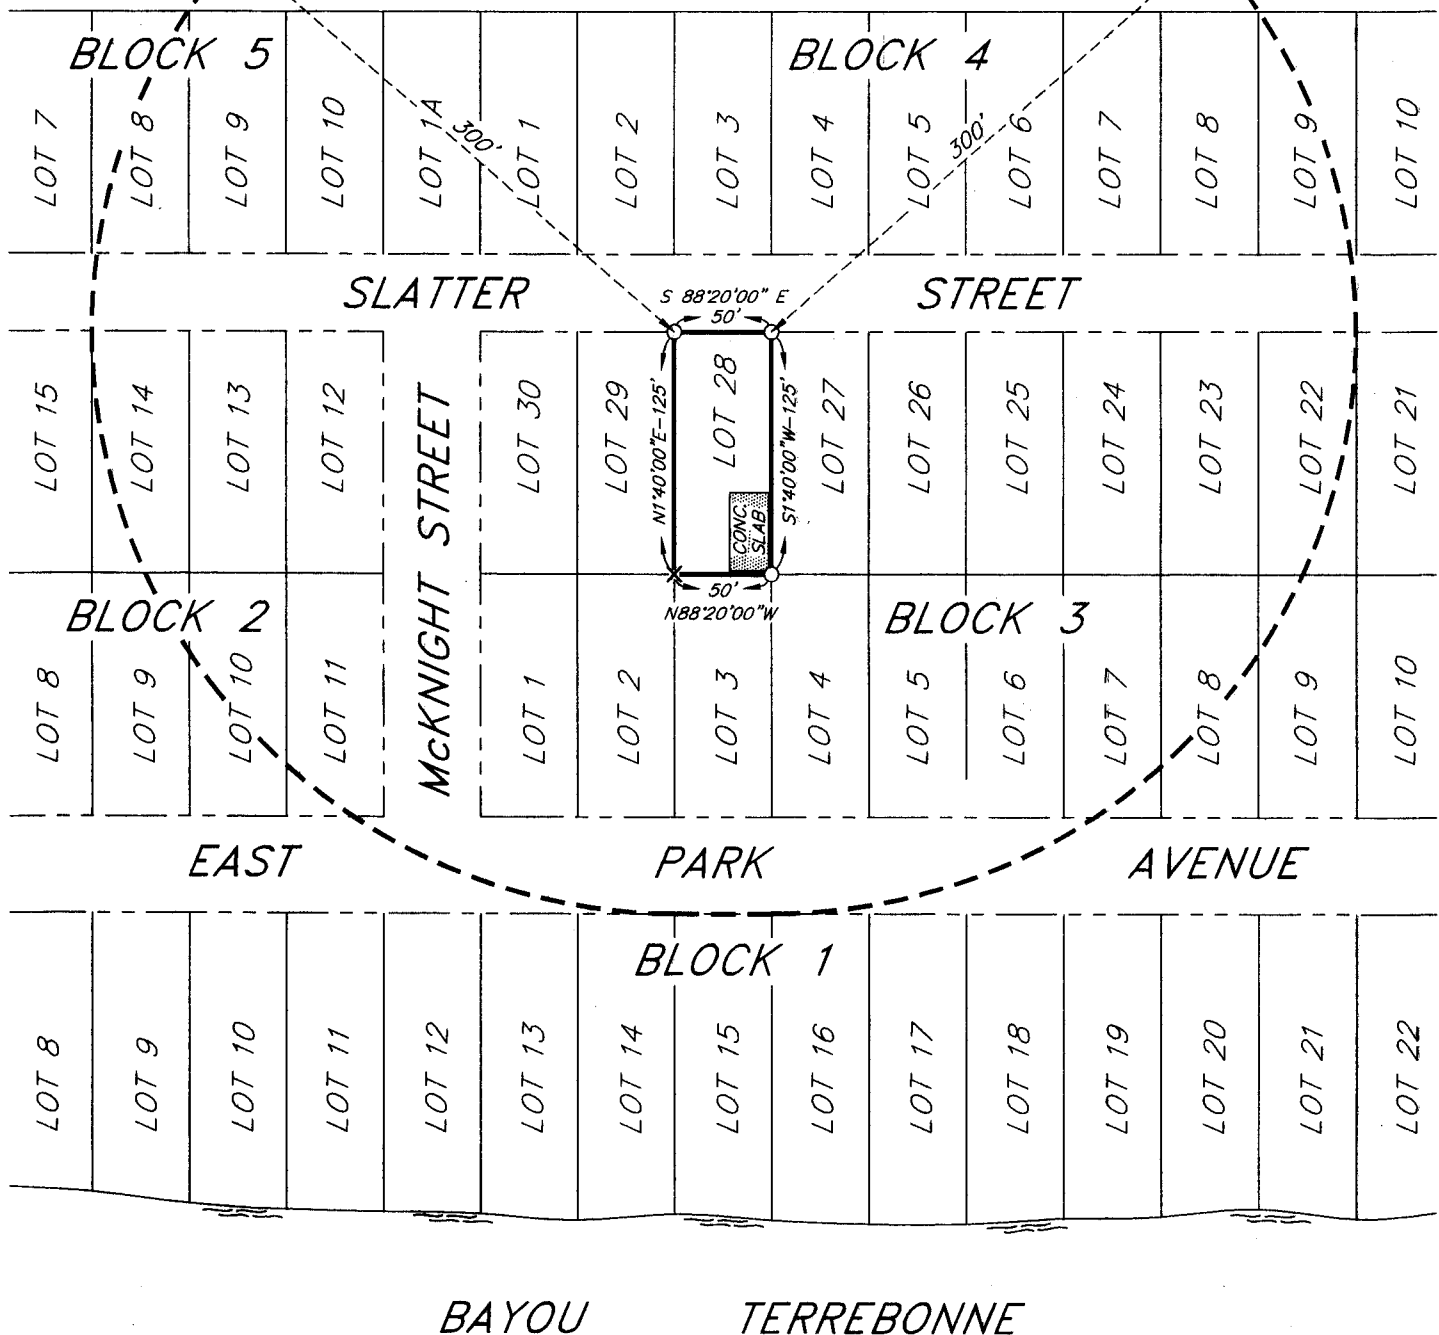 BLOCK 5
BLOCK 4
LOT 7
LOT 8
LOT 9
LOT 10
LOT 1A
LOT 1
LOT 2
LOT 3
LOT 4
LOT 5
LOT 6
LOT 7
LOT 8
LOT 9
LOT 10
300'
300'
SLATTER STREET
S 88°20'00" E
50'
LOT 15
LOT 14
LOT 13
LOT 12
McKNIGHT STREET
LOT 30
LOT 29
N1°40'00"E-125'
LOT 28
CONC.
SLAB
S1°40'00"W-125'
LOT 27
LOT 26
LOT 25
LOT 24
LOT 23
LOT 22
LOT 21
50'
N88°20'00"W
BLOCK 2
BLOCK 3
LOT 8
LOT 9
LOT 10
LOT 11
LOT 1
LOT 2
LOT 3
LOT 4
LOT 5
LOT 6
LOT 7
LOT 8
LOT 9
LOT 10
EAST PARK AVENUE
BLOCK 1
LOT 8
LOT 9
LOT 10
LOT 11
LOT 12
LOT 13
LOT 14
LOT 15
LOT 16
LOT 17
LOT 18
LOT 19
LOT 20
LOT 21
LOT 22
BAYOU TERREBONNE